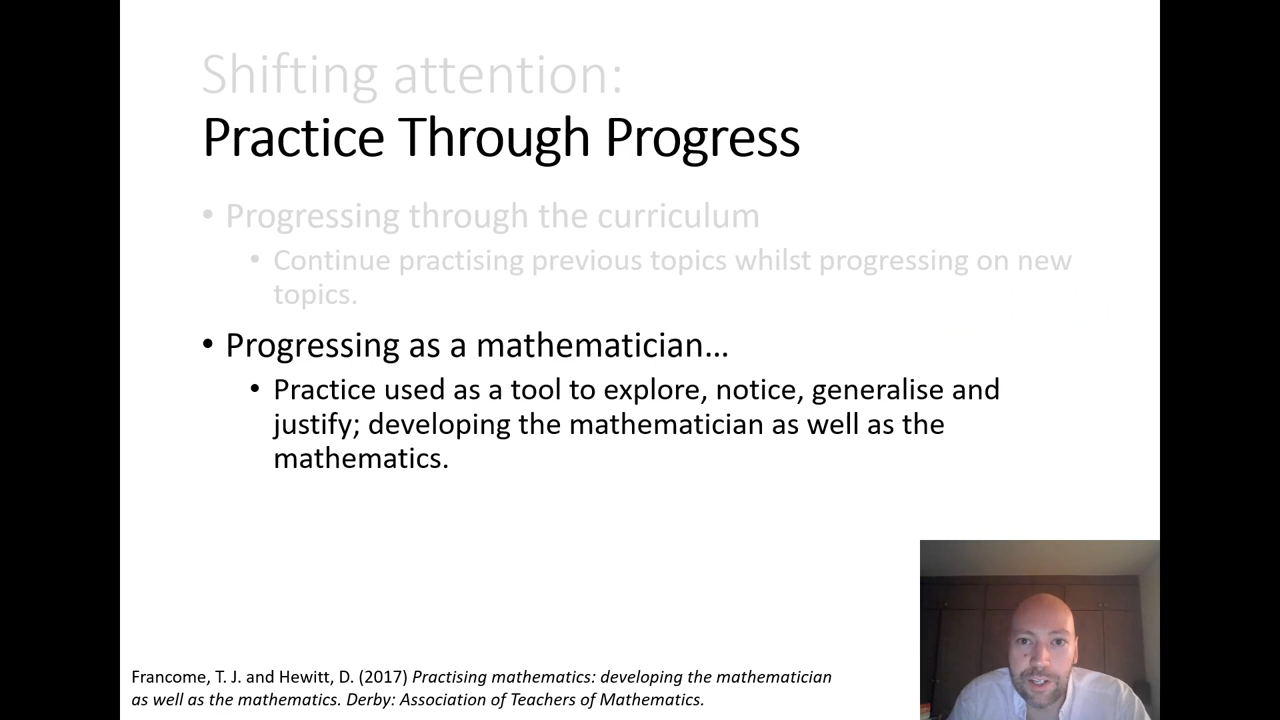 Shifting attention:
Practice Through Progress
• Progressing through the curriculum
• Continue practising previous topics whilst progressing on new
topics.
• Progressing as a mathematician…
• Practice used as a tool to explore, notice, generalise and
justify; developing the mathematician as well as the
mathematics.
Francome, T. J. and Hewitt, D. (2017) Practising mathematics: developing the mathematician
as well as the mathematics. Derby: Association of Teachers of Mathematics.